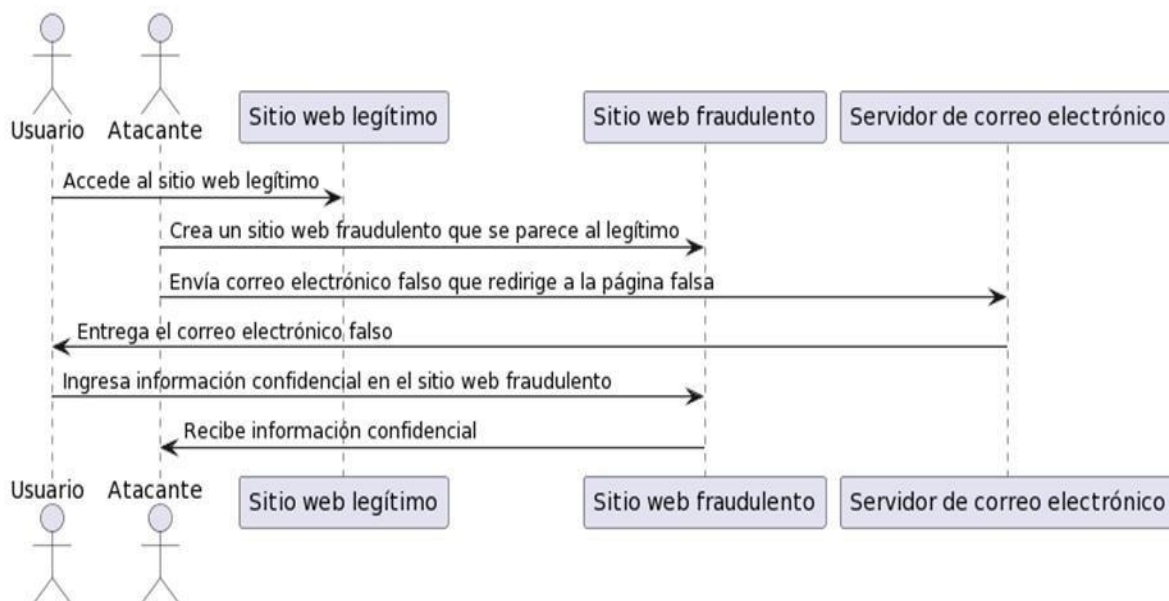 Usuario
Atacante
Sitio web legítimo
Sitio web fraudulento
Servidor de correo electrónico
Accede al sitio web legítimo
Crea un sitio web fraudulento que se parece al legítimo
Envía correo electrónico falso que redirige a la página falsa
Entrega el correo electrónico falso
Ingresa información confidencial en el sitio web fraudulento
Recibe información confidencial
Usuario
Atacante
Sitio web legítimo
Sitio web fraudulento
Servidor de correo electrónico